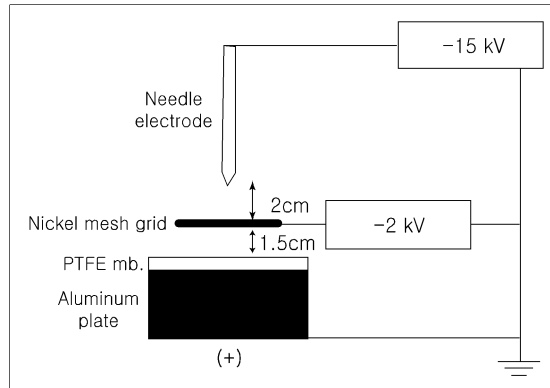 -15 kV
Needle
electrode
2cm
Nickel mesh grid
-2 kV
1.5cm
PTFE mb.
Aluminum
plate
(+)